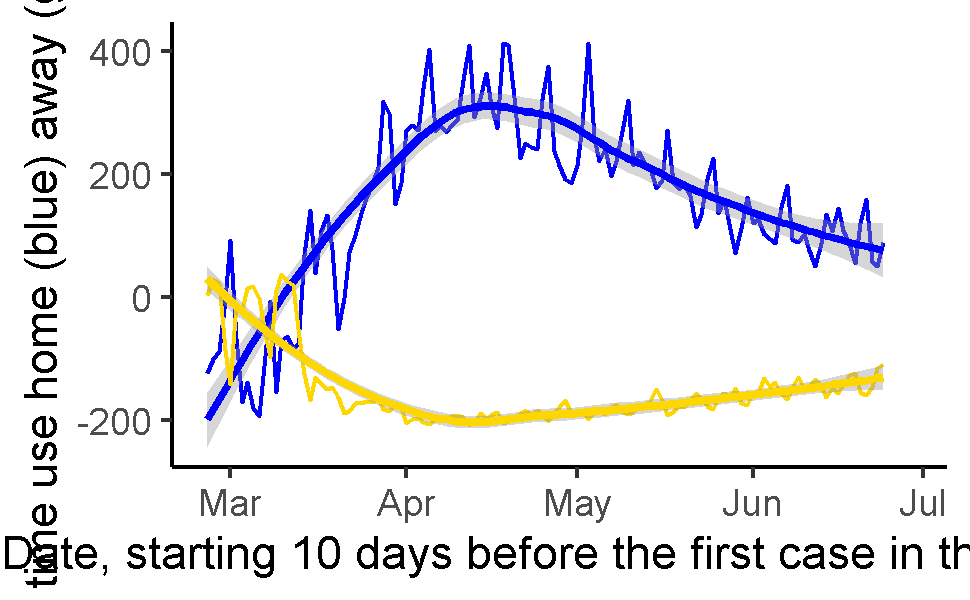 time use home (blue) away (
400
200
0
-200
Mar Apr May Jun Jul
Date, starting 10 days before the first case in th